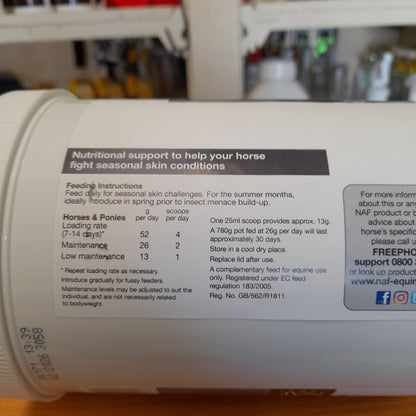 Nutritional support to help your horse
fight seasonal skin conditions
Feeding Instructions
Feed daily for seasonal skin challenges. For the summer months,
ideally introduce in spring prior to insect menace build-up.
Horses & Ponies g per day scoops per day
Loading rate
(7-14 days)* 52 4
Maintenance 26 2
Low maintenance 13 1
* Repeat loading rate as necessary.
Introduce gradually for fussy feeders.
Maintenance levels may be adjusted to suit the
individual, and are not necessarily related
to bodyweight.
One 25ml scoop provides approx. 13g.
A 780g pot fed at 26g per day will last
approximately 30 days.
Store in a cool dry place.
Replace lid after use.
A complementary feed for equine use
only. Registered under EC feed
regulation 183/2005.
Reg. No. GB/562/R1811.
For more inform
about this or any
NAF product or b
advice about
horse's specific
please call u
FREEPHO
support 0800
or look up product
www.naf-equin
13:39
2026 3058